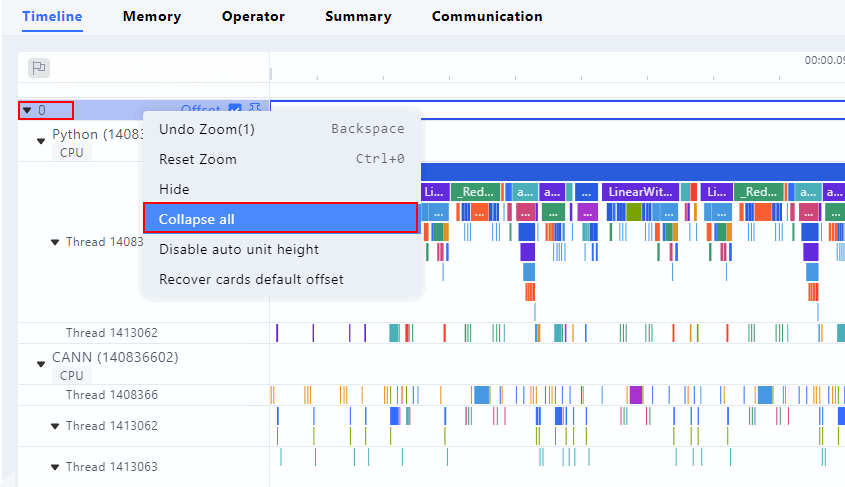 Timeline Memory Operator Summary Communication
00:00.09
0 Offset
Undo Zoom(1) Backspace
Python (14083
CPU
Reset Zoom Ctrl+0
Hide
Li... _Red... a... a... ... LinearWit... Li... _Red... a... a...
Collapse all
... ... ... ... ... ...
Thread 14083
Disable auto unit height
Recover cards default offset
Thread 1413062
CANN (140836602)
CPU
Thread 1408366
Thread 1413062
Thread 1413063